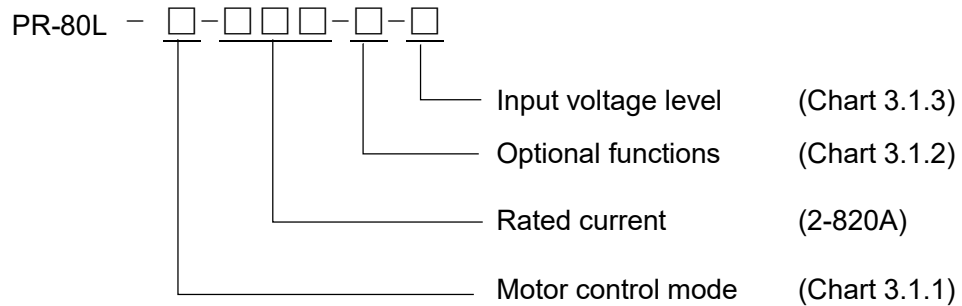 PR-80L - □-□□□-□-□
Input voltage level (Chart 3.1.3)
Optional functions (Chart 3.1.2)
Rated current (2-820A)
Motor control mode (Chart 3.1.1)